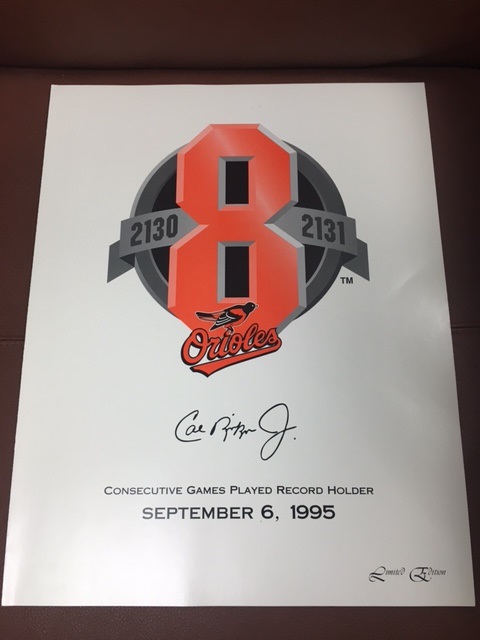 8
2130 2131
TM
Orioles
Cal Ripken Jr.
CONSECUTIVE GAMES PLAYED RECORD HOLDER
SEPTEMBER 6, 1995
Limited Edition